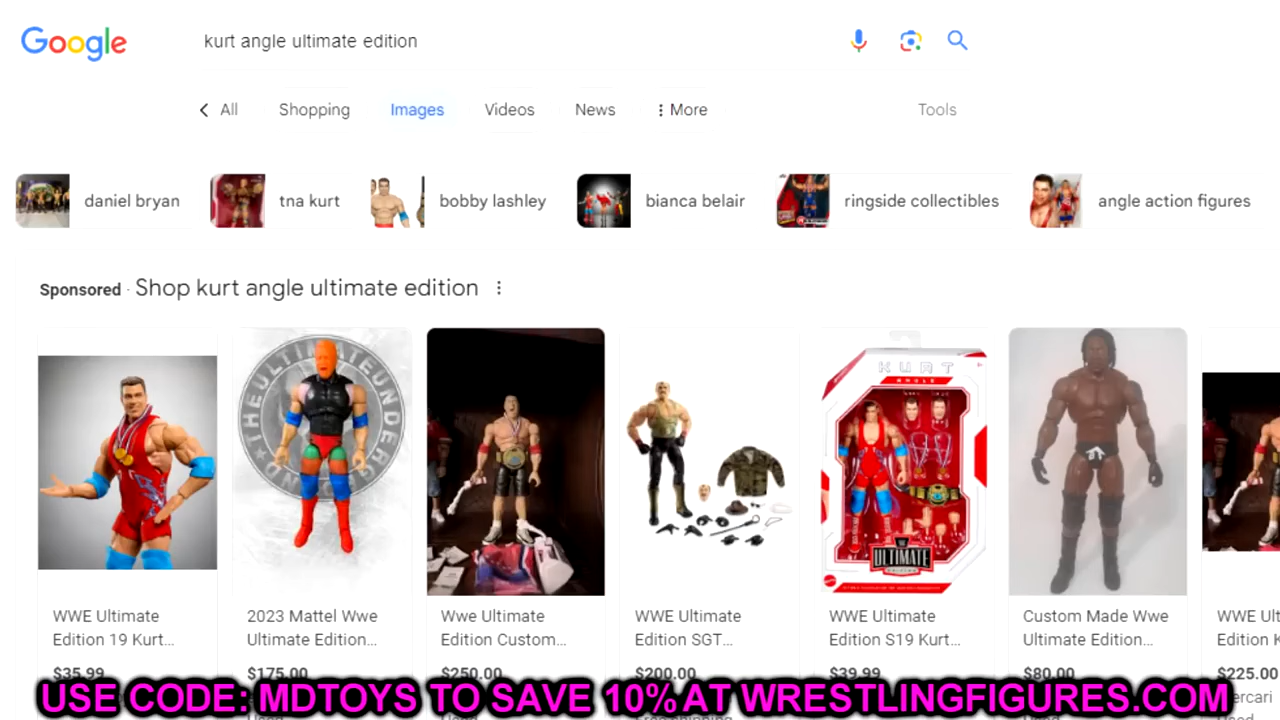 Google
kurt angle ultimate edition
All Shopping Images Videos News More Tools
daniel bryan tna kurt bobby lashley bianca belair ringside collectibles angle action figures
Sponsored · Shop kurt angle ultimate edition
THEULTIMATEUNDERGR
KURT
ANGLE
ULTIMATE
WWE Ultimate
Edition 19 Kurt...
$35.99
2023 Mattel Wwe
Ultimate Edition...
$175.00
Wwe Ultimate
Edition Custom...
$250.00
WWE Ultimate
Edition SGT...
$200.00
WWE Ultimate
Edition S19 Kurt...
$39.99
Custom Made Wwe
Ultimate Edition...
$80.00
WWE Ul
Edition K
$225.00
USE CODE: MDTOYS TO SAVE 10% AT WRESTLINGFIGURES.COM